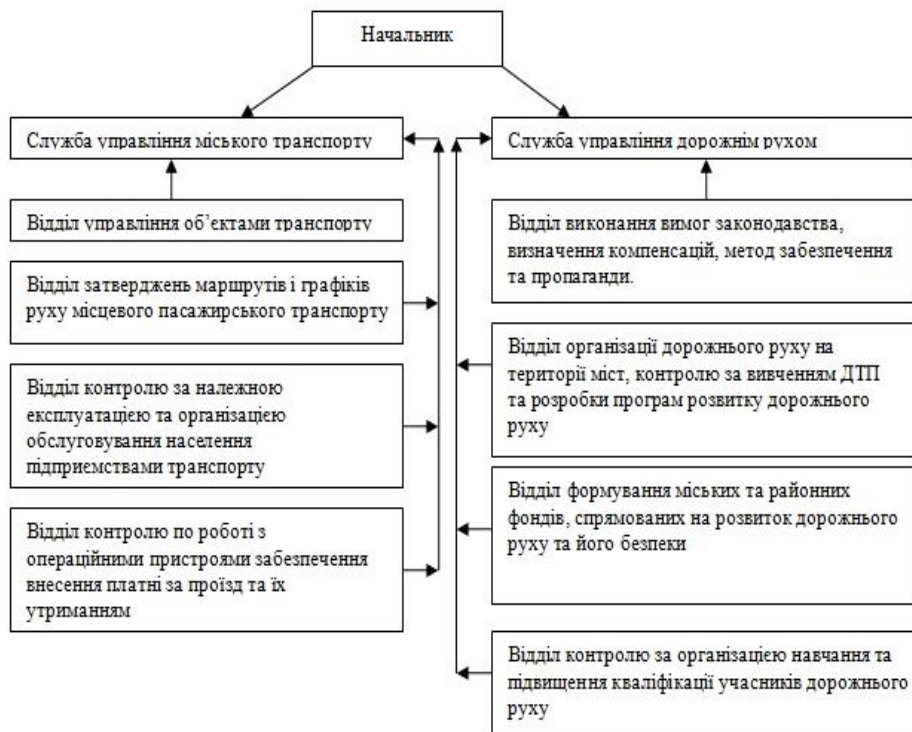 Начальник
Служба управління міського транспорту
Відділ управління об’єктами транспорту
Відділ затверджень маршрутів і графіків
руху місцевого пасажирського транспорту
Відділ контролю за належною
експлуатацією та організацією
обслуговування населення
підприємствами транспорту
Відділ контролю по роботі з
операційними пристроями забезпечення
внесення платні за проїзд та їх
утриманням
Служба управління дорожнім рухом
Відділ виконання вимог законодавства,
визначення компенсацій, метод забезпечення
та пропаганди.
Відділ організації дорожнього руху на
території міст, контролю за вивченням ДТП
та розробки програм розвитку дорожнього
руху
Відділ формування міських та районних
фондів, спрямованих на розвиток дорожнього
руху та його безпеки
Відділ контролю за організацією навчання та
підвищення кваліфікації учасників дорожнього
руху